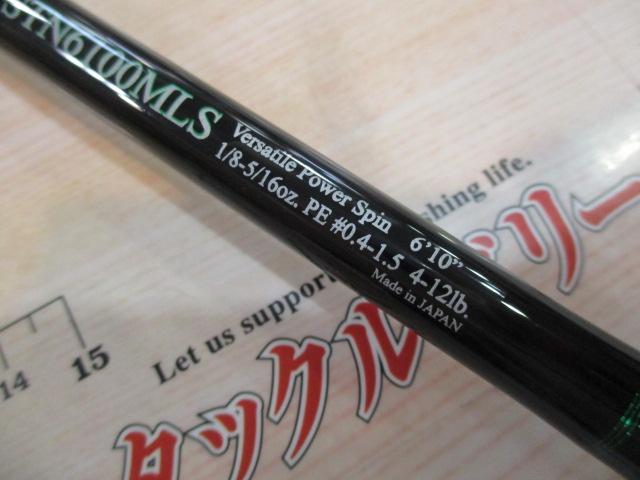 STN6100MLS
Versatile Power Spin 6'10"
1/8-5/16oz. PE #0.4-1.5 4-12lb.
Made in JAPAN
shing life.
Let us support
タックル
リー
14 15